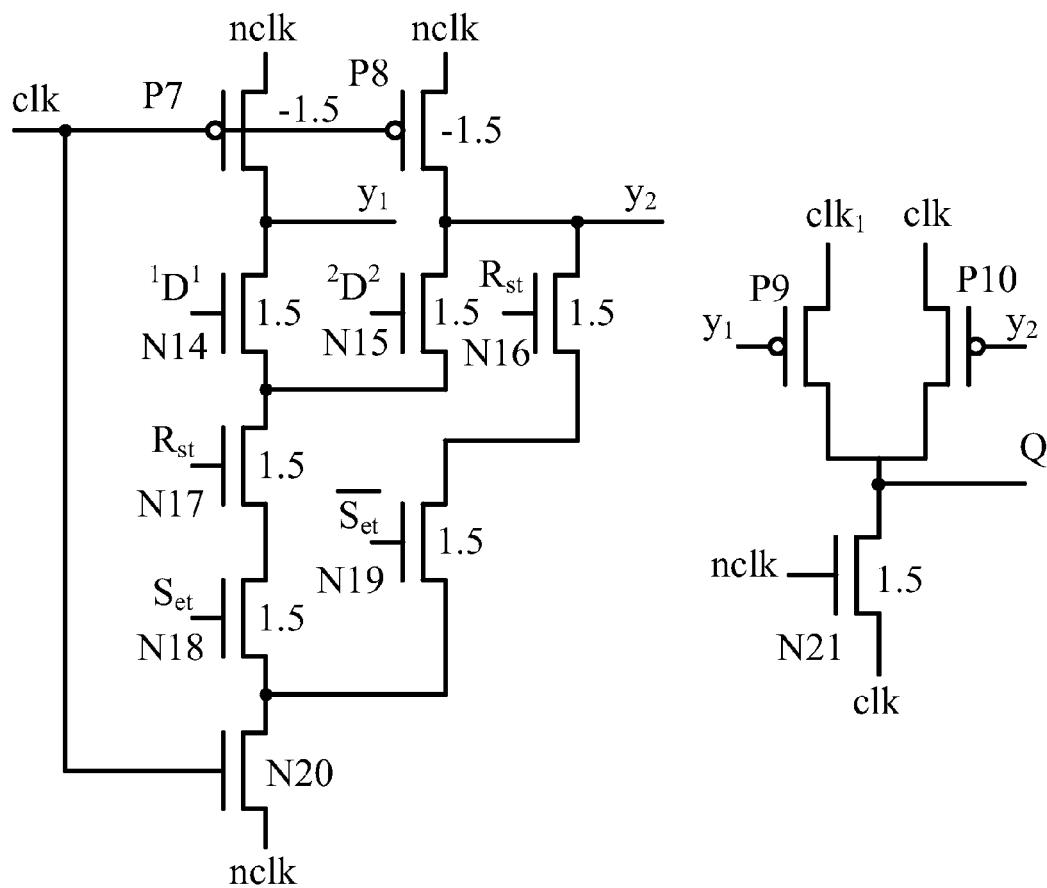 nclk
nclk
P8
P7
clk
-1.5
-1.5
y₁
y₂
¹D¹
1.5
N14
²D²
1.5
N15
Rst
1.5
N16
clk₁
clk
P9
P10
y₁
y₂
Rst
1.5
N17
S̅e̅t̅
1.5
N19
Q
nclk
1.5
N21
clk
Set
1.5
N18
N20
nclk